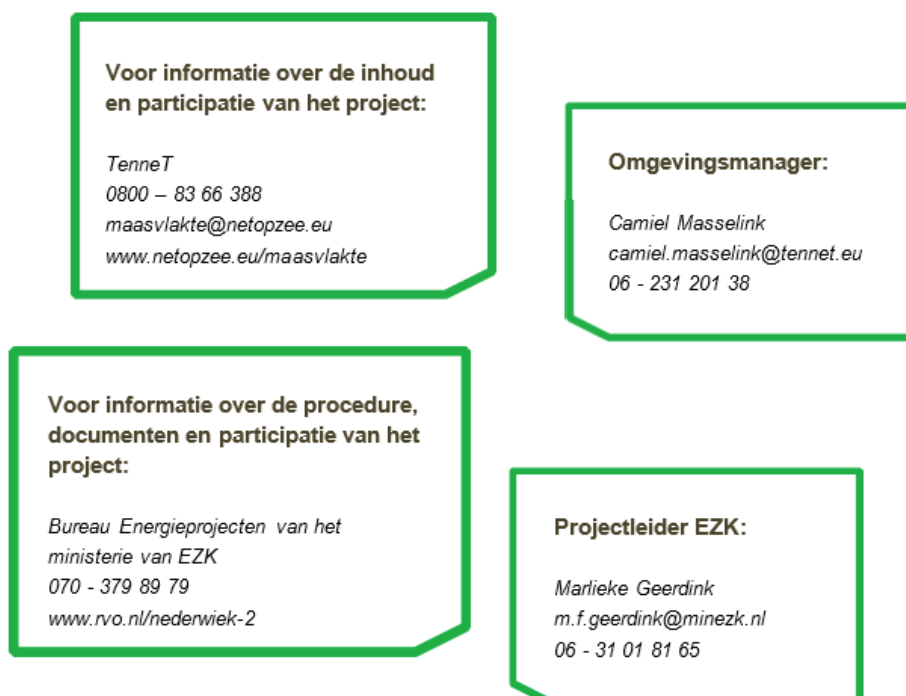 Voor informatie over de inhoud
en participatie van het project:
TenneT
0800 – 83 66 388
maasvlakte@netopzee.eu
www.netopzee.eu/maasvlakte
Omgevingsmanager:
Camiel Masselink
camiel.masselink@tennet.eu
06 - 231 201 38
Voor informatie over de procedure,
documenten en participatie van het
project:
Bureau Energieprojecten van het
ministerie van EZK
070 - 379 89 79
www.rvo.nl/nederwiek-2
Projectleider EZK:
Marlieke Geerdink
m.f.geerdink@minezk.nl
06 - 31 01 81 65